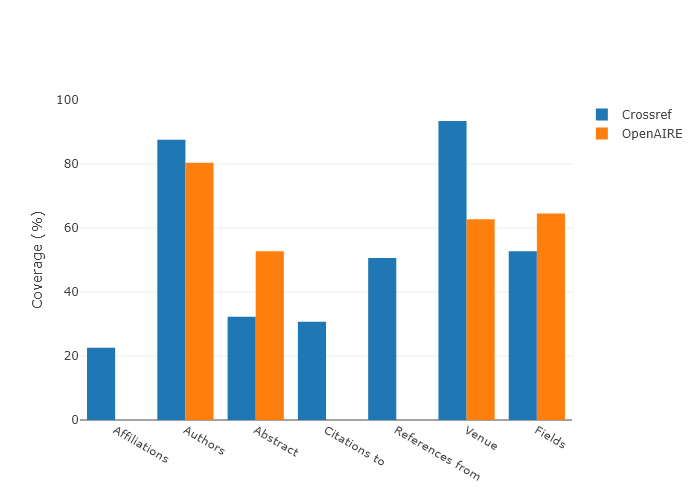 100
80
60
40
20
0
Coverage (%)
Affiliations
Authors
Abstract
Citations to
References from
Venue
Fields
Crossref
OpenAIRE